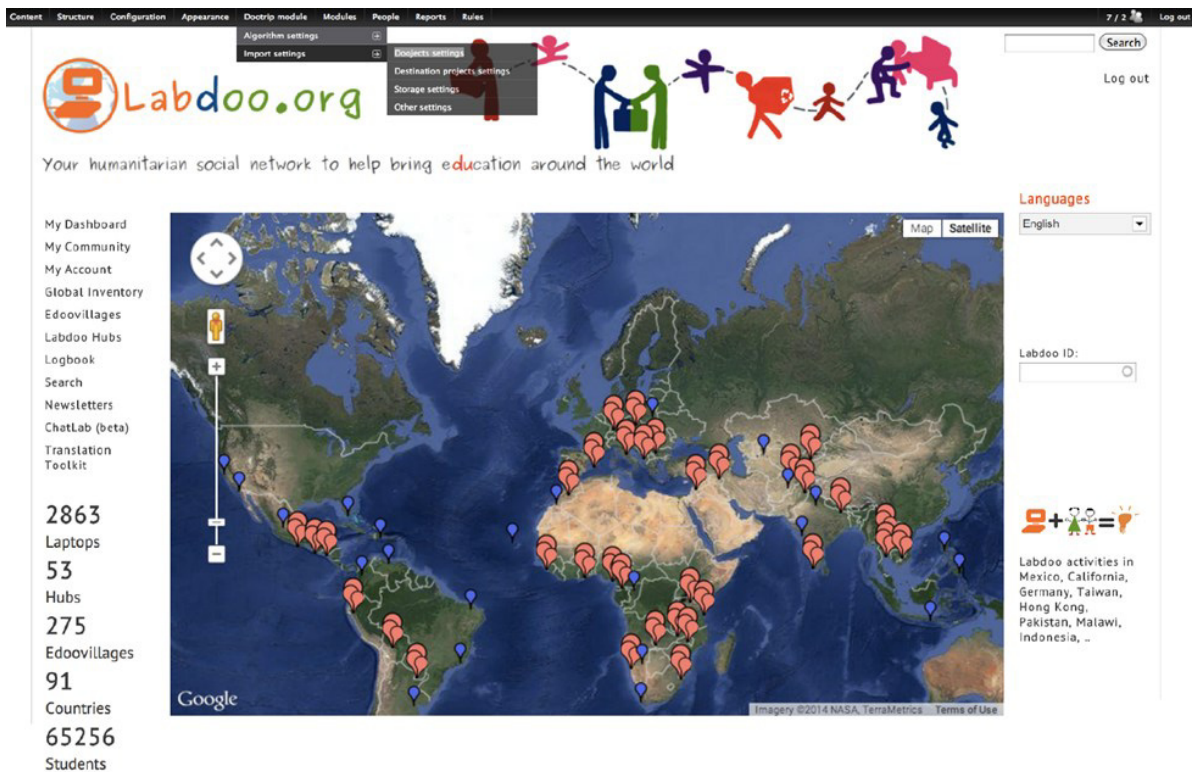 Content Structure Configuration Appearance Dootrip module Modules People Reports Rules 7 / 2 Log out
Algorithm settings
Import settings
Doojects settings
Destination projects settings
Storage settings
Other settings
Search
Log out
Labdoo.org
Your humanitarian social network to help bring education around the world
My Dashboard
My Community
My Account
Global Inventory
Edoovillages
Labdoo Hubs
Logbook
Search
Newsletters
ChatLab (beta)
Translation
Toolkit
2863
Laptops
53
Hubs
275
Edoovillages
91
Countries
65256
Students
Map Satellite
Google
Imagery ©2014 NASA, TerraMetrics Terms of Use
Languages
English
Labdoo ID:
Labdoo activities in
Mexico, California,
Germany, Taiwan,
Hong Kong,
Pakistan, Malawi,
Indonesia, ..